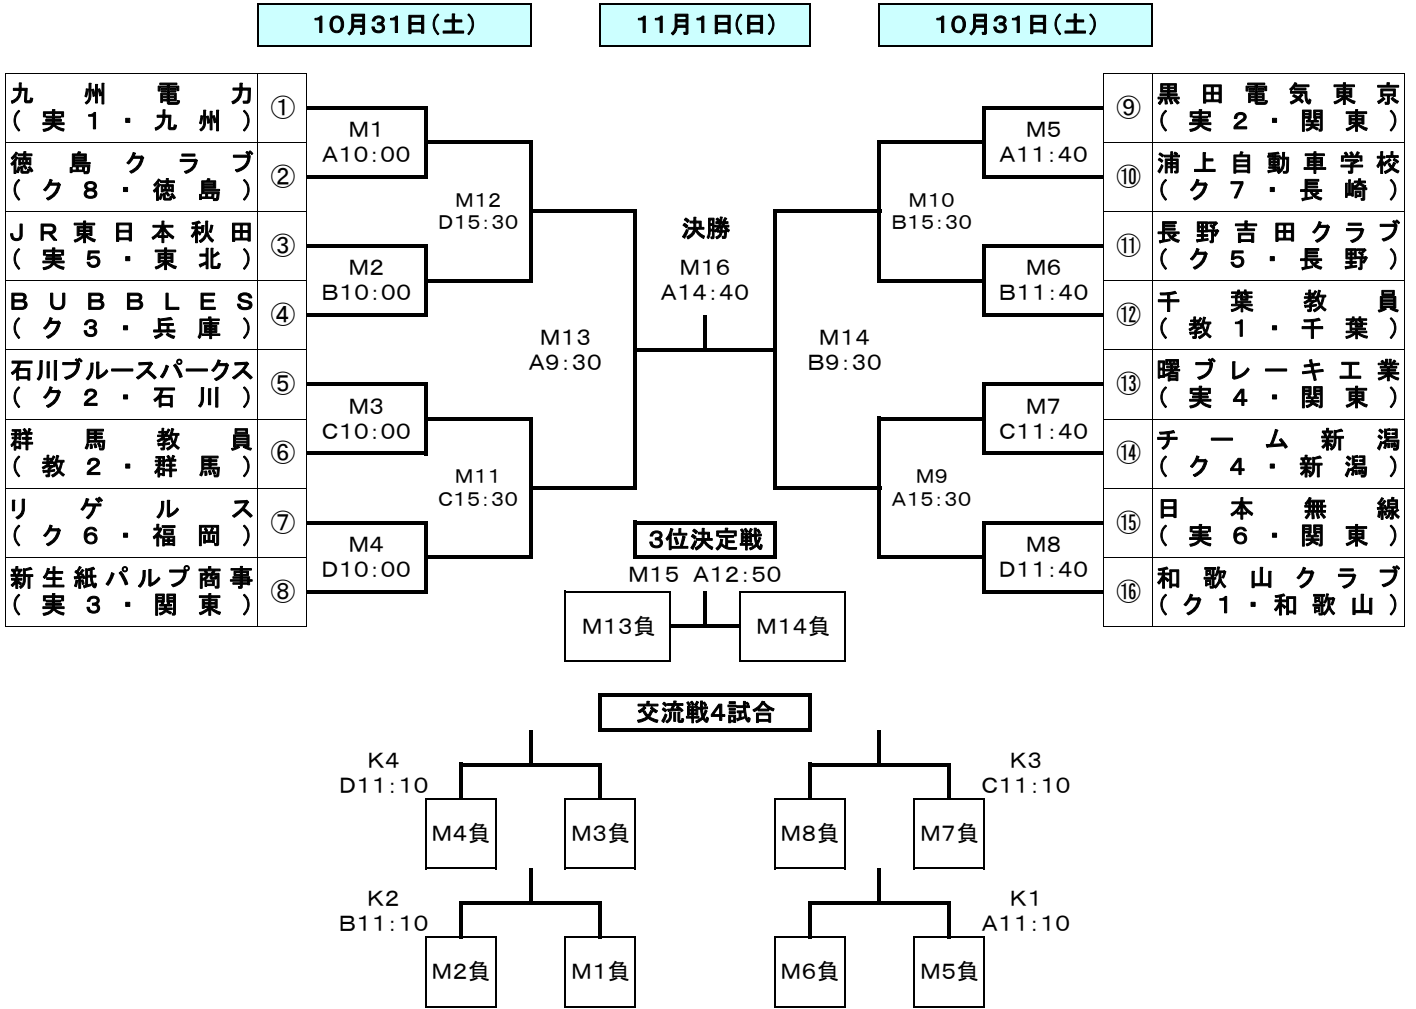 10月31日(土)
11月1日(日)
10月31日(土)
九州電力
(実1・九州)
①
徳島クラブ
(ク8・徳島)
②
JR東日本秋田
(実5・東北)
③
BUBBLES
(ク3・兵庫)
④
石川ブルースパークス
(ク2・石川)
⑤
群馬教員
(教2・群馬)
⑥
リゲルス
(ク6・福岡)
⑦
新生紙パルプ商事
(実3・関東)
⑧
M1
A10:00
M2
B10:00
M3
C10:00
M4
D10:00
M12
D15:30
M11
C15:30
M13
A9:30
決勝
M16
A14:40
M14
B9:30
M10
B15:30
M9
A15:30
M5
A11:40
M6
B11:40
M7
C11:40
M8
D11:40
⑨
黒田電気東京
(実2・関東)
⑩
浦上自動車学校
(ク7・長崎)
⑪
長野吉田クラブ
(ク5・長野)
⑫
千葉教員
(教1・千葉)
⑬
曙ブレーキ工業
(実4・関東)
⑭
チーム新潟
(ク4・新潟)
⑮
日本無線
(実6・関東)
⑯
和歌山クラブ
(ク1・和歌山)
3位決定戦
M15 A12:50
M13負
M14負
交流戦4試合
K4
D11:10
M4負
M3負
K3
C11:10
M8負
M7負
K2
B11:10
M2負
M1負
K1
A11:10
M6負
M5負